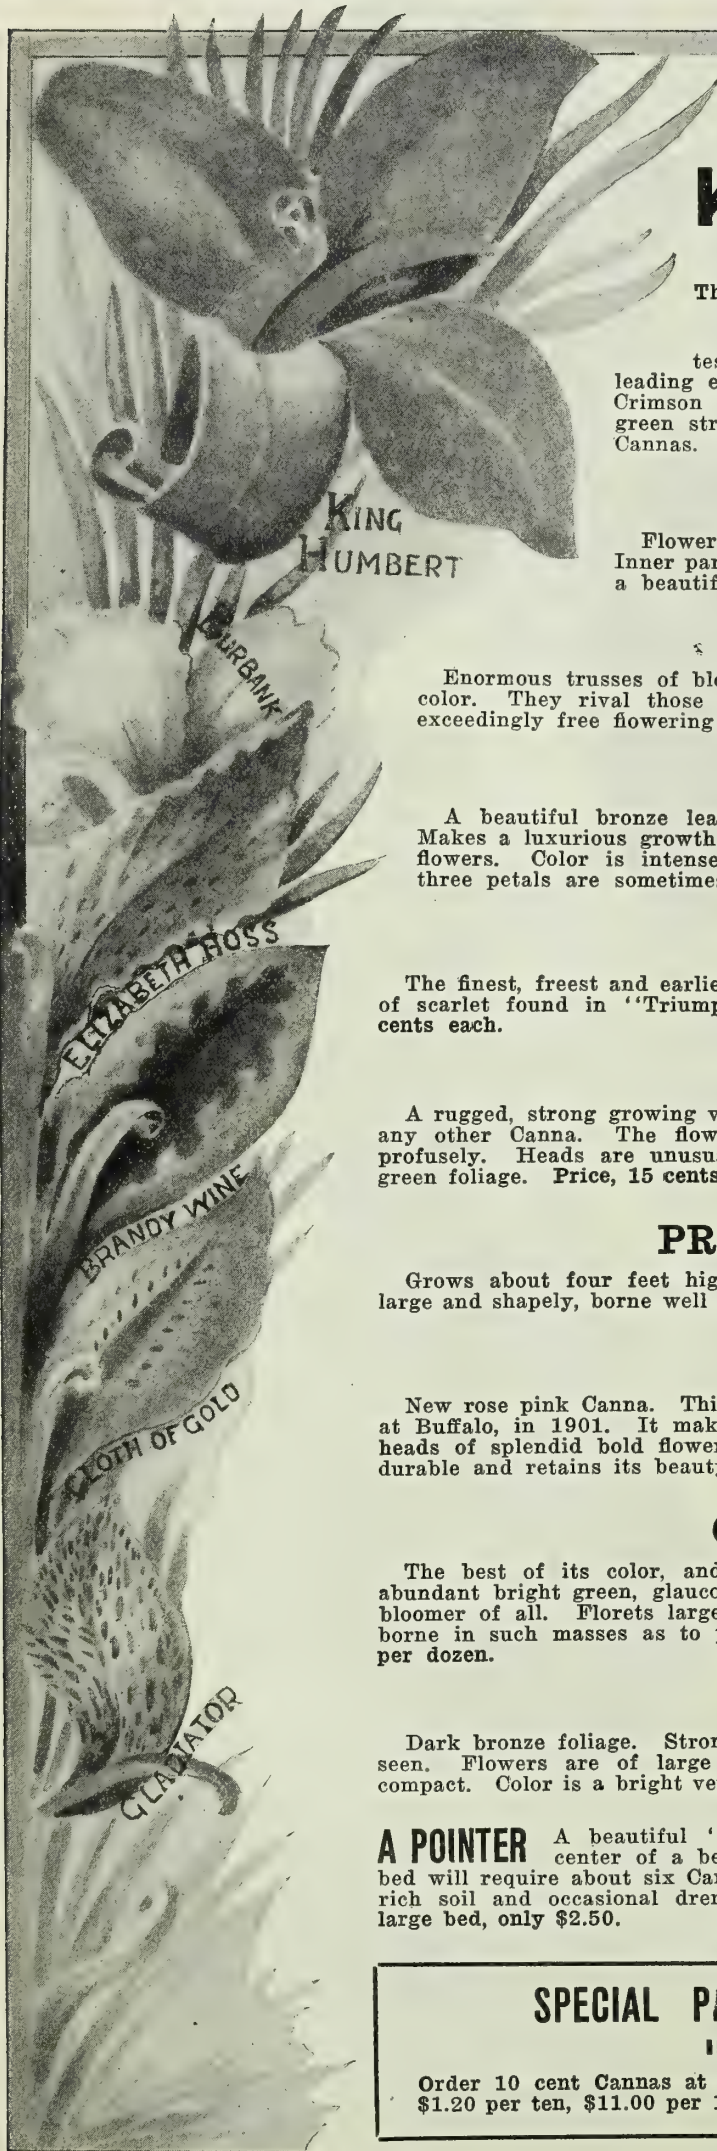 K
Th
KING
HUMBERT
tes
leading e
Crimson
green str
Cannas.
Flower
Inner par
a beautif
BURBANK
Enormous trusses of blo
color. They rival those
exceedingly free flowering
A beautiful bronze lea
Makes a luxurious growth
flowers. Color is intense
three petals are sometimes
ELIZABETH HOSS
The finest, freest and earlie
of scarlet found in "Triump
cents each.
A rugged, strong growing v
any other Canna. The flow
profusely. Heads are unusu
green foliage. Price, 15 cents
BRANDY WINE
PR
Grows about four feet hig
large and shapely, borne well
CLOTH OF GOLD
New rose pink Canna. Thi
at Buffalo, in 1901. It mak
heads of splendid bold flower
durable and retains its beauty
The best of its color, and
abundant bright green, glauco
bloomer of all. Florets large
borne in such masses as to
per dozen.
GLADIATOR
Dark bronze foliage. Stron
seen. Flowers are of large
compact. Color is a bright ve
A POINTER A beautiful '
center of a be
bed will require about six Can
rich soil and occasional dren
large bed, only $2.50.
SPECIAL PA
Order 10 cent Cannas at
$1.20 per ten, $11.00 per 1